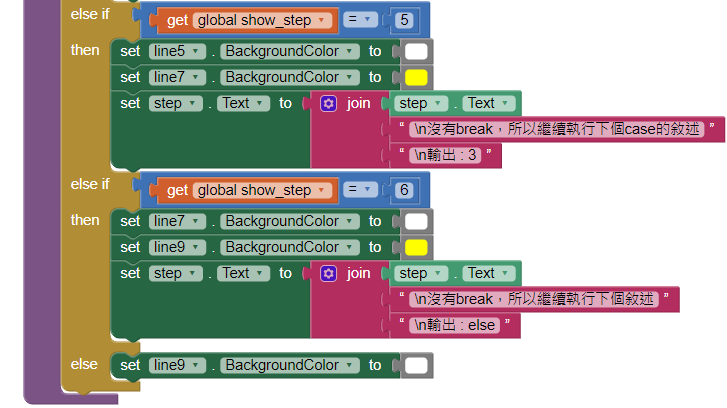 else if get global show_step = 5
then set line5 . BackgroundColor to
set line7 . BackgroundColor to
set step . Text to join step . Text
“ \n沒有break，所以繼續執行下個case的敘述 ”
“ \n輸出 : 3 ”
else if get global show_step = 6
then set line7 . BackgroundColor to
set line9 . BackgroundColor to
set step . Text to join step . Text
“ \n沒有break，所以繼續執行下個敘述 ”
“ \n輸出 : else ”
else set line9 . BackgroundColor to